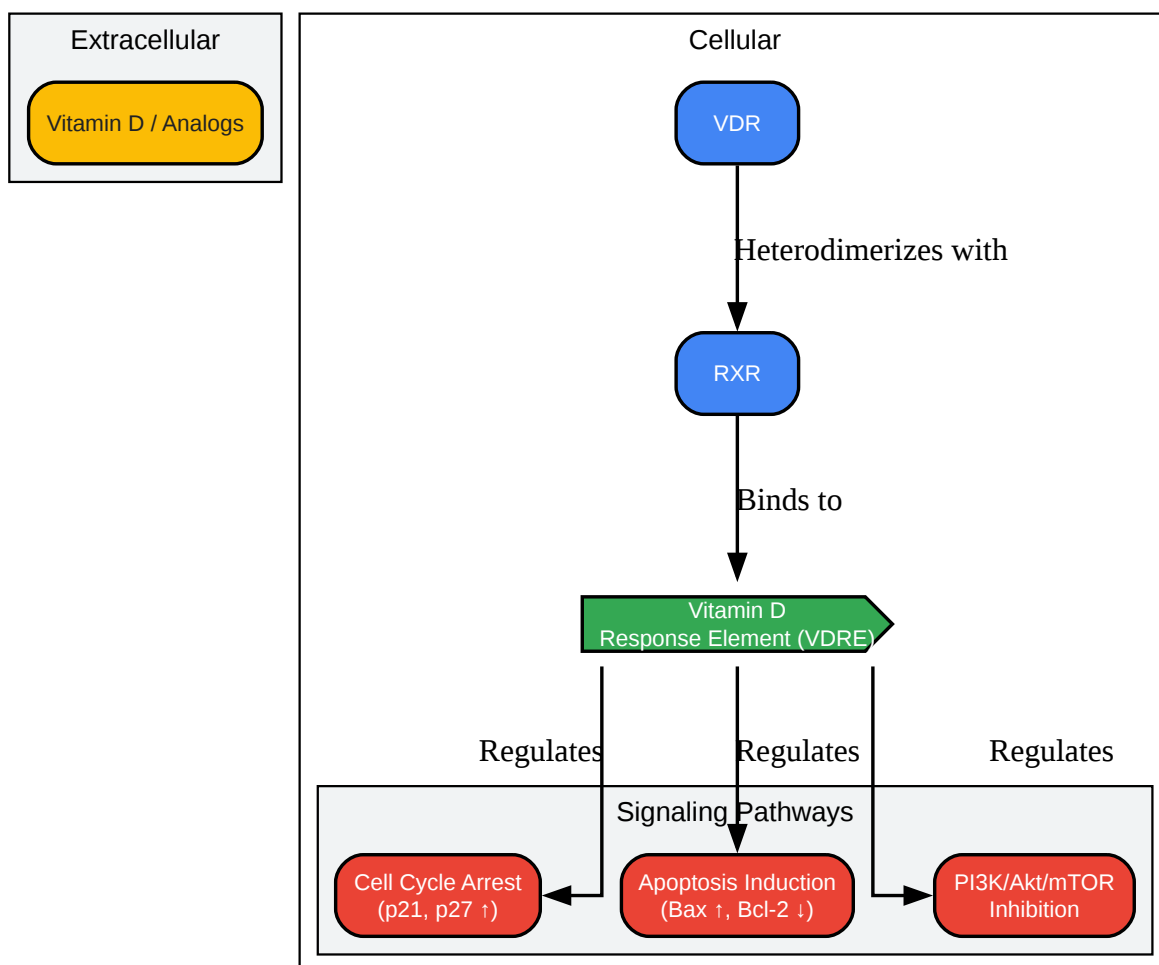 Extracellular
Vitamin D / Analogs
Cellular
VDR
Heterodimerizes with
RXR
Binds to
Vitamin D
Response Element (VDRE)
Regulates
Regulates
Regulates
Signaling Pathways
Cell Cycle Arrest
(p21, p27 ↑)
Apoptosis Induction
(Bax ↑, Bcl-2 ↓)
PI3K/Akt/mTOR
Inhibition